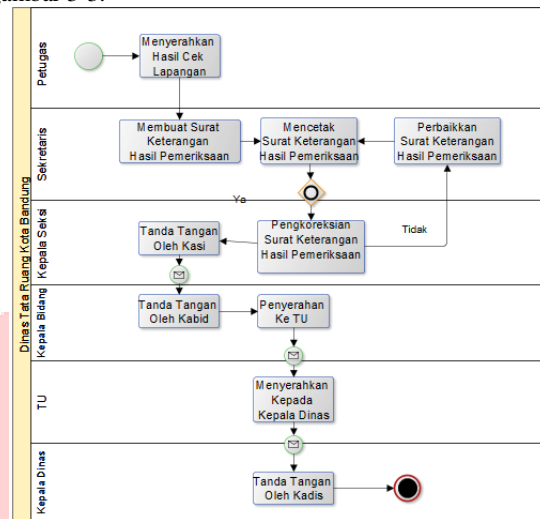 gambar 3-3.
Dinas Tata Ruang Kota Bandung
Petugas
Menyerahkan
Hasil Cek
Lapangan
Sekretaris
Membuat Surat
Keterangan
Hasil Pemeriksaan
Mencetak
Surat Keterangan
Hasil Pemeriksaan
Perbaikkan
Surat Keterangan
Hasil Pemeriksaan
Kepala Seksi
Ya
Tanda Tangan
Oleh Kasi
Pengkoreksian
Surat Keterangan
Hasil Pemeriksaan
Tidak
Kepala Bidang
Tanda Tangan
Oleh Kabid
Penyerahan
Ke TU
TU
Menyerahkan
Kepada
Kepala Dinas
Kepala Dinas
Tanda Tangan
Oleh Kadis